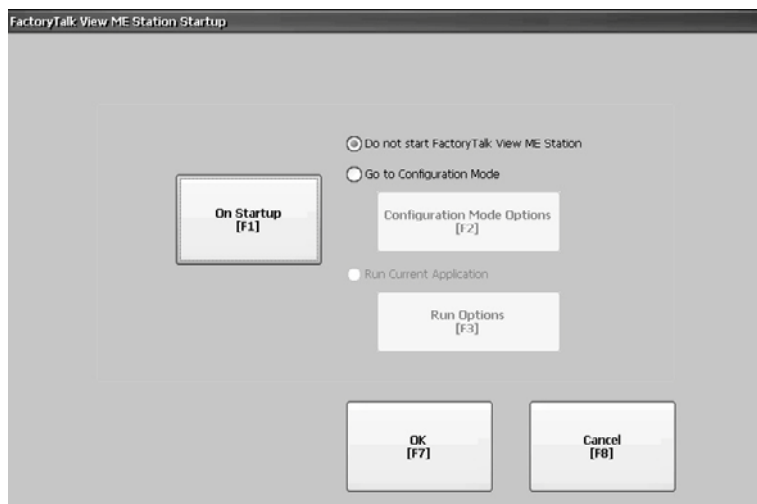 FactoryTalk View ME Station Startup
Do not start FactoryTalk View ME Station
Go to Configuration Mode
On Startup
[F1]
Configuration Mode Options
[F2]
Run Current Application
Run Options
[F3]
OK
[F7]
Cancel
[F8]